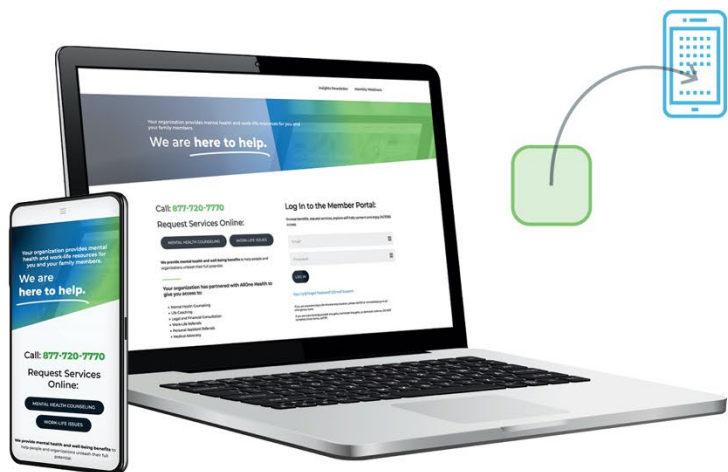 Insights Newsletter Monthly Webinars
Your organization provides mental health and work-life resources for you and
your family members.
We are here to help.
Call: 877-720-7770
Request Services Online:
MENTAL HEALTH COUNSELING WORK-LIFE ISSUES
We provide mental health and well-being benefits to help people and
organizations unleash their full potential.
Your organization has partnered with AllOne Health to
give you access to:
• Mental Health Counseling
• Life Coaching
• Legal and Financial Consultation
• Work-Life Referrals
• Personal Assistant Referrals
• Medical Advocacy
Log In to the Member Portal:
Email
Password
LOG IN
Your organization provides mental
health and work-life resources for
you and your family members.
We are
here to help.
Call: 877-720-7770
Request Services
Online:
MENTAL HEALTH COUNSELING
WORK-LIFE ISSUES
We provide mental health and well-being benefits to
help people and organizations unleash their full
potential.